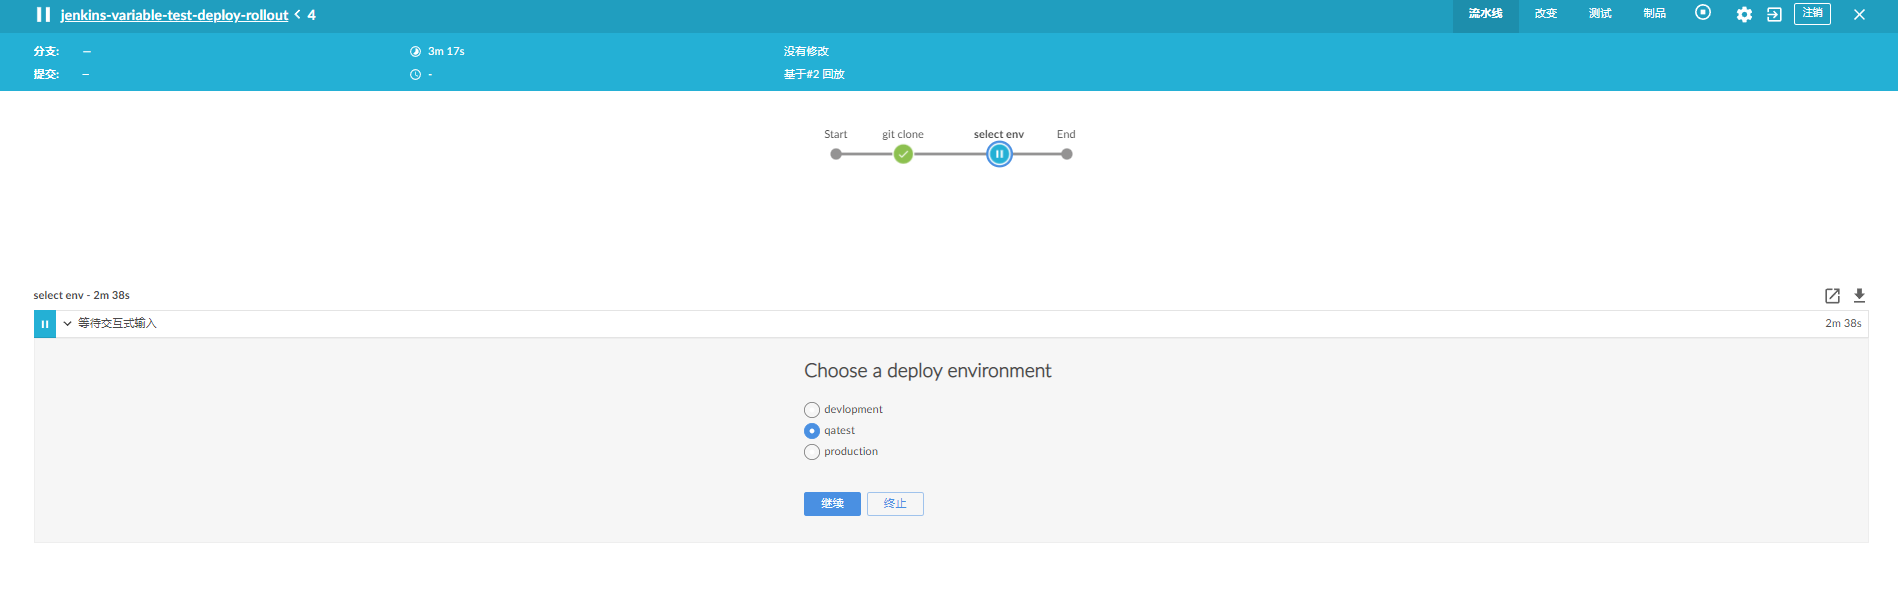 jenkins-variable-test-deploy-rollout < 4
流水线 改变 测试 制品 注销
分支: — 3m 17s 没有修改
提交: — - 基于#2 回放
Start git clone select env End
select env - 2m 38s
等待交互式输入 2m 38s
Choose a deploy environment
devlopment
qatest
production
继续 终止